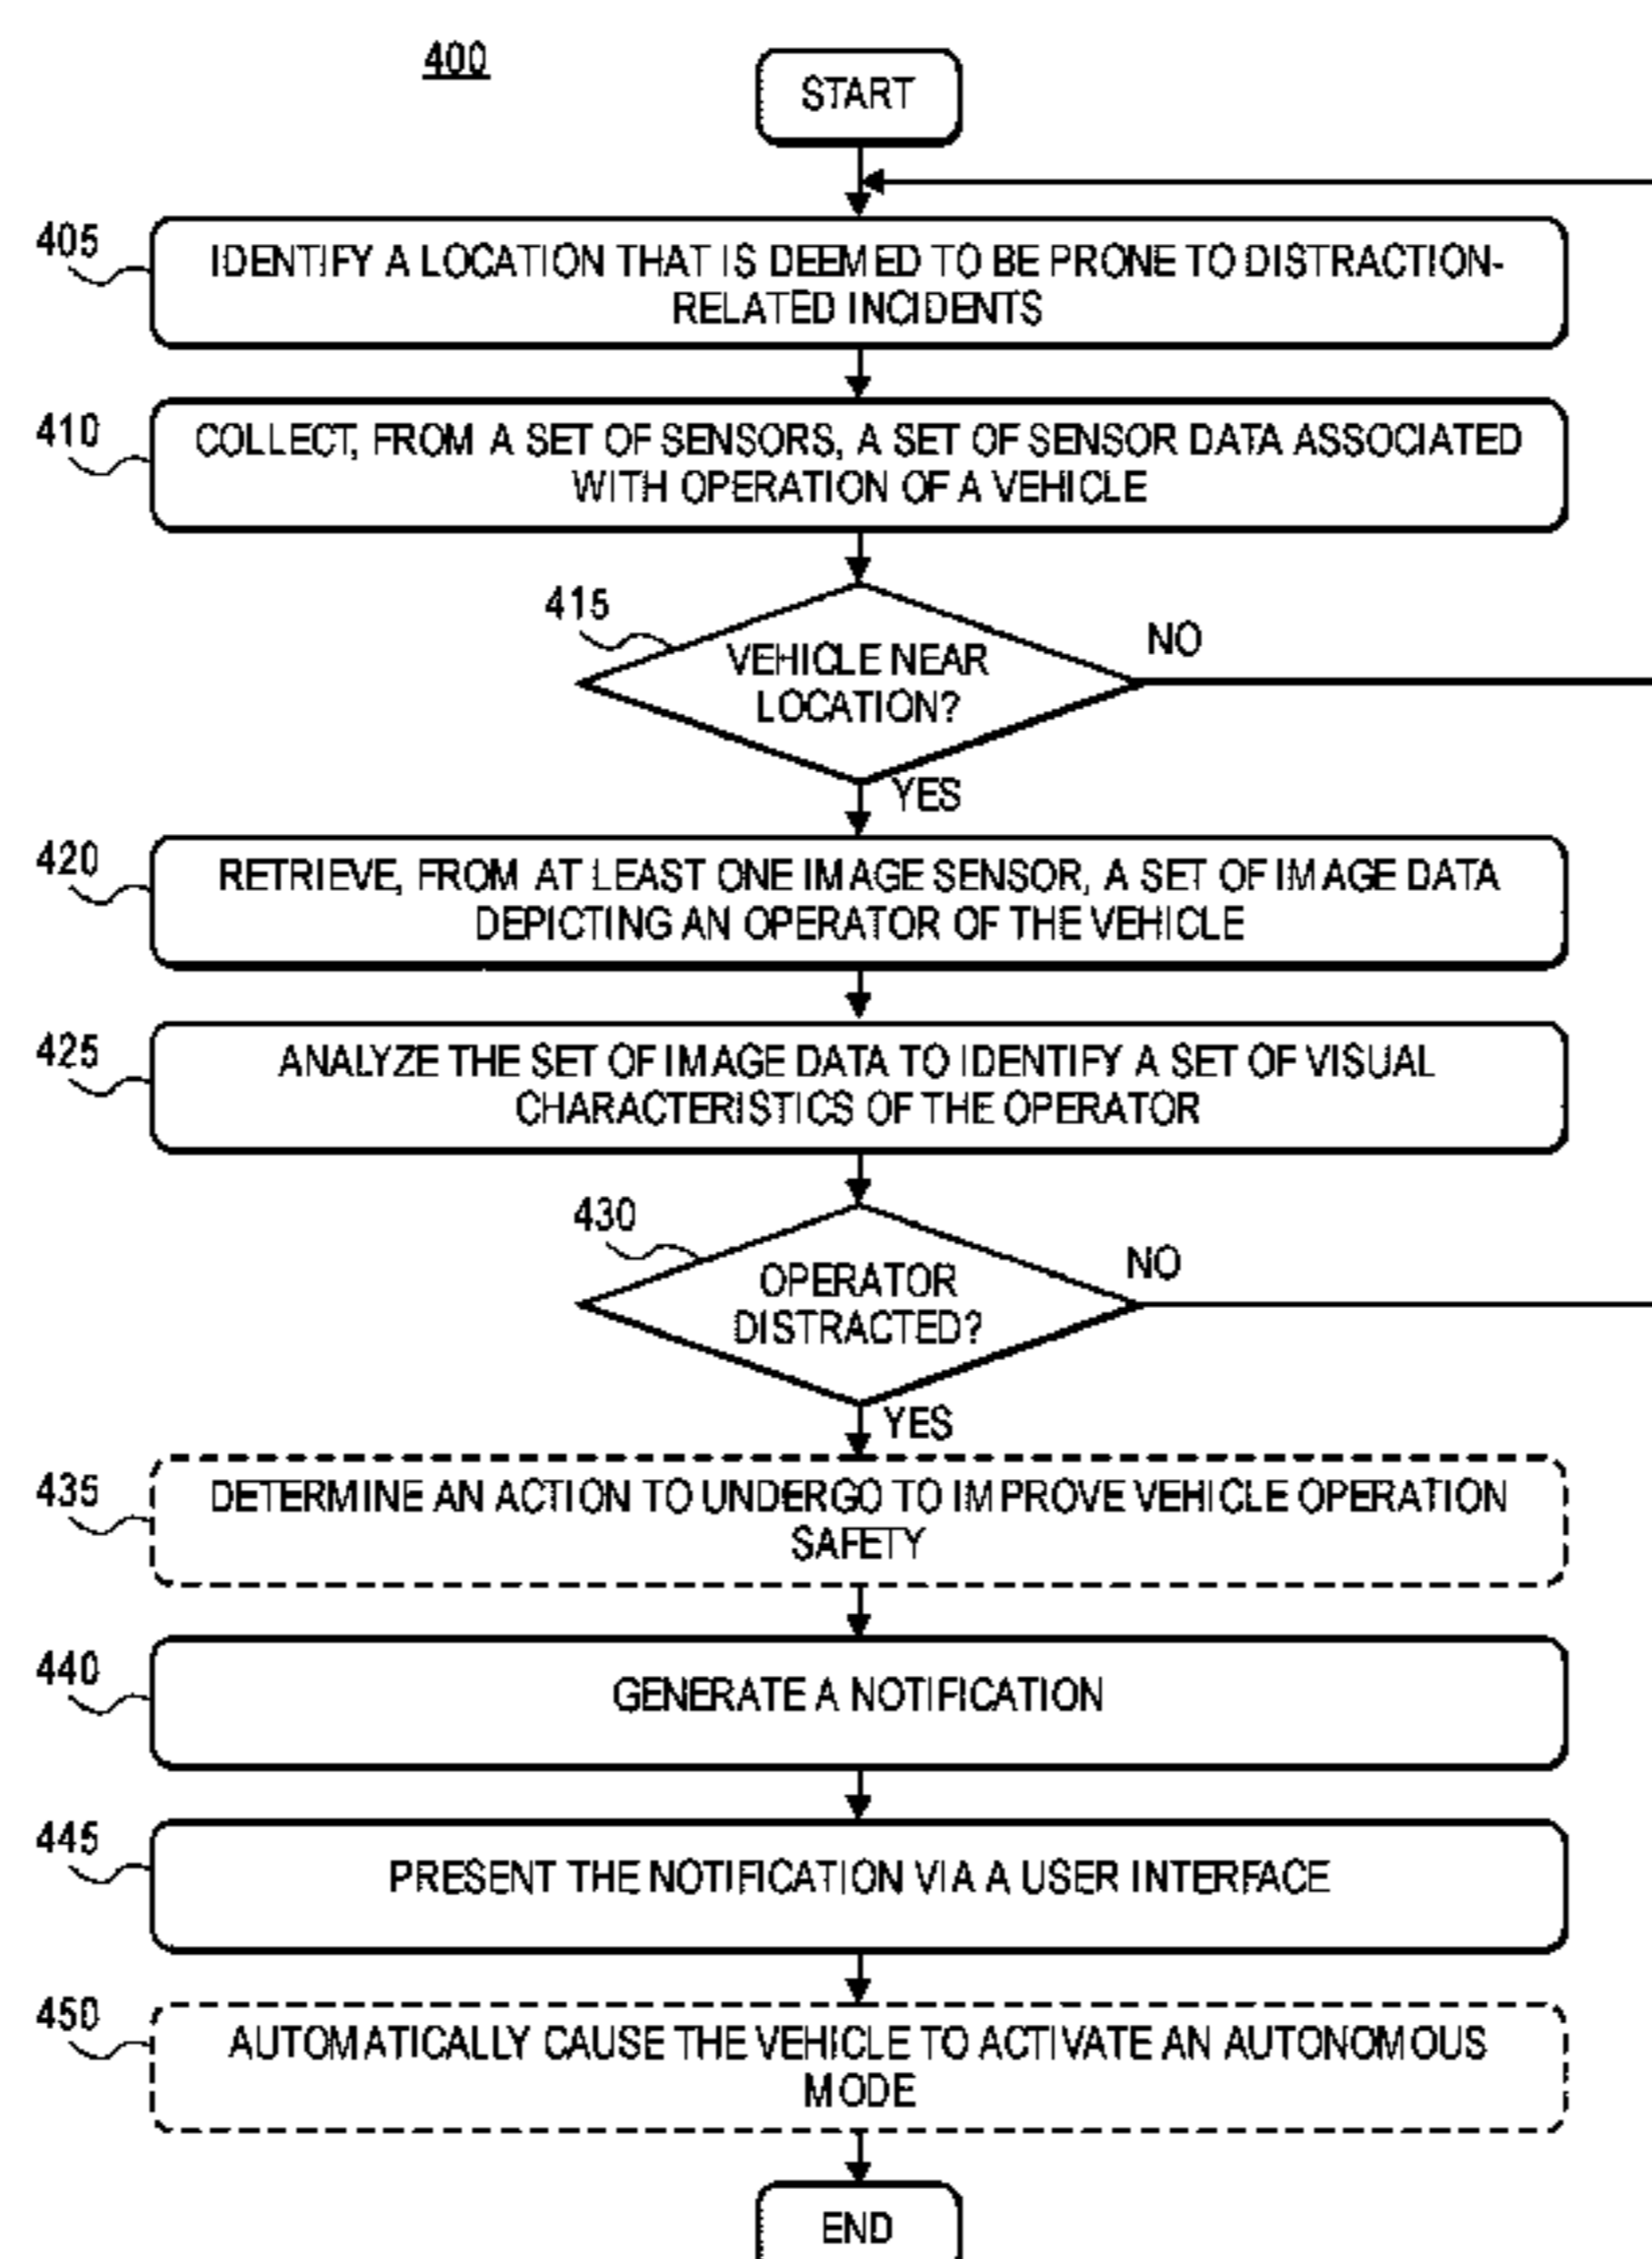 400
START
405
IDENTIFY A LOCATION THAT IS DEEMED TO BE PRONE TO DISTRACTION-
RELATED INCIDENTS
410
COLLECT, FROM A SET OF SENSORS, A SET OF SENSOR DATA ASSOCIATED
WITH OPERATION OF A VEHICLE
415
VEHICLE NEAR
LOCATION?
NO
YES
420
RETRIEVE, FROM AT LEAST ONE IMAGE SENSOR, A SET OF IMAGE DATA
DEPICTING AN OPERATOR OF THE VEHICLE
425
ANALYZE THE SET OF IMAGE DATA TO IDENTIFY A SET OF VISUAL
CHARACTERISTICS OF THE OPERATOR
430
OPERATOR
DISTRACTED?
NO
YES
435
DETERMINE AN ACTION TO UNDERGO TO IMPROVE VEHICLE OPERATION
SAFETY
440
GENERATE A NOTIFICATION
445
PRESENT THE NOTIFICATION VIA A USER INTERFACE
450
AUTOMATICALLY CAUSE THE VEHICLE TO ACTIVATE AN AUTONOMOUS
MODE
END